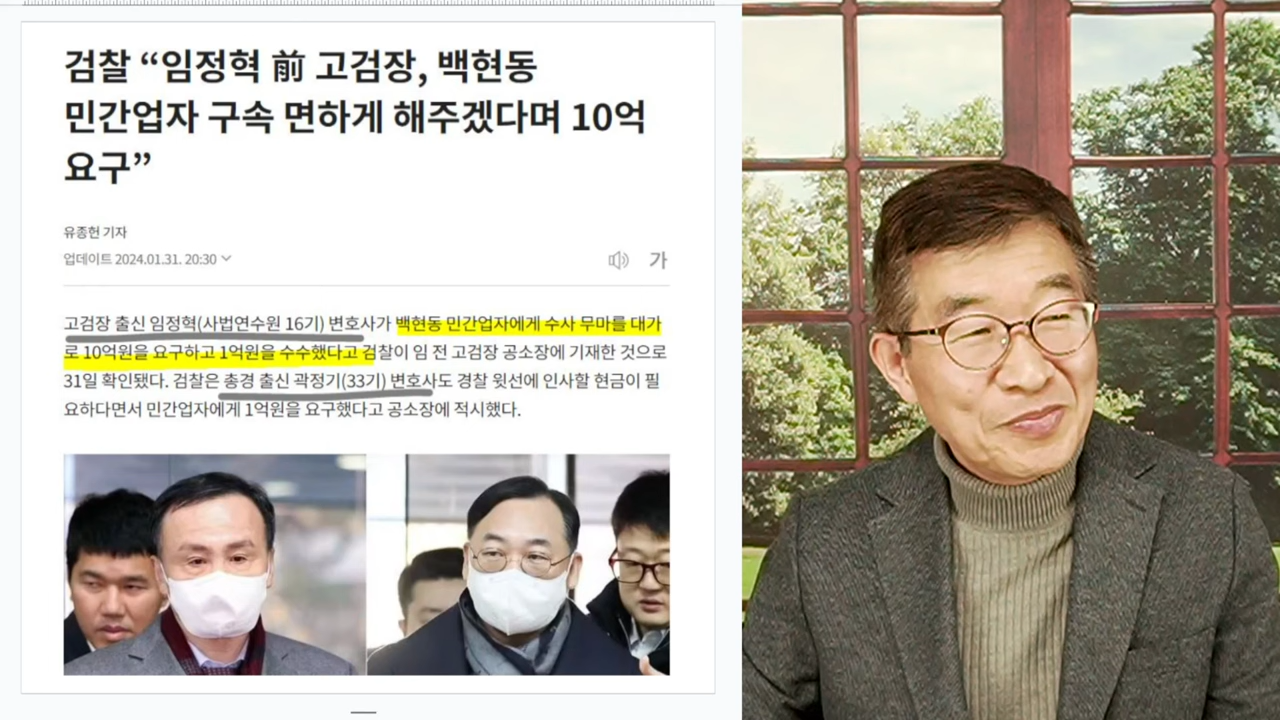 검찰 “임정혁 前 고검장, 백현동
민간업자 구속 면하게 해주겠다며 10억
요구”
유종헌 기자
업데이트 2024.01.31. 20:30
가
고검장 출신 임정혁(사법연수원 16기) 변호사가 백현동 민간업자에게 수사 무마를 대가
로 10억원을 요구하고 1억원을 수수했다고 검찰이 임 전 고검장 공소장에 기재한 것으로
31일 확인됐다. 검찰은 총경 출신 곽정기(33기) 변호사도 경찰 윗선에 인사할 현금이 필
요하다면서 민간업자에게 1억원을 요구했다고 공소장에 적시했다.